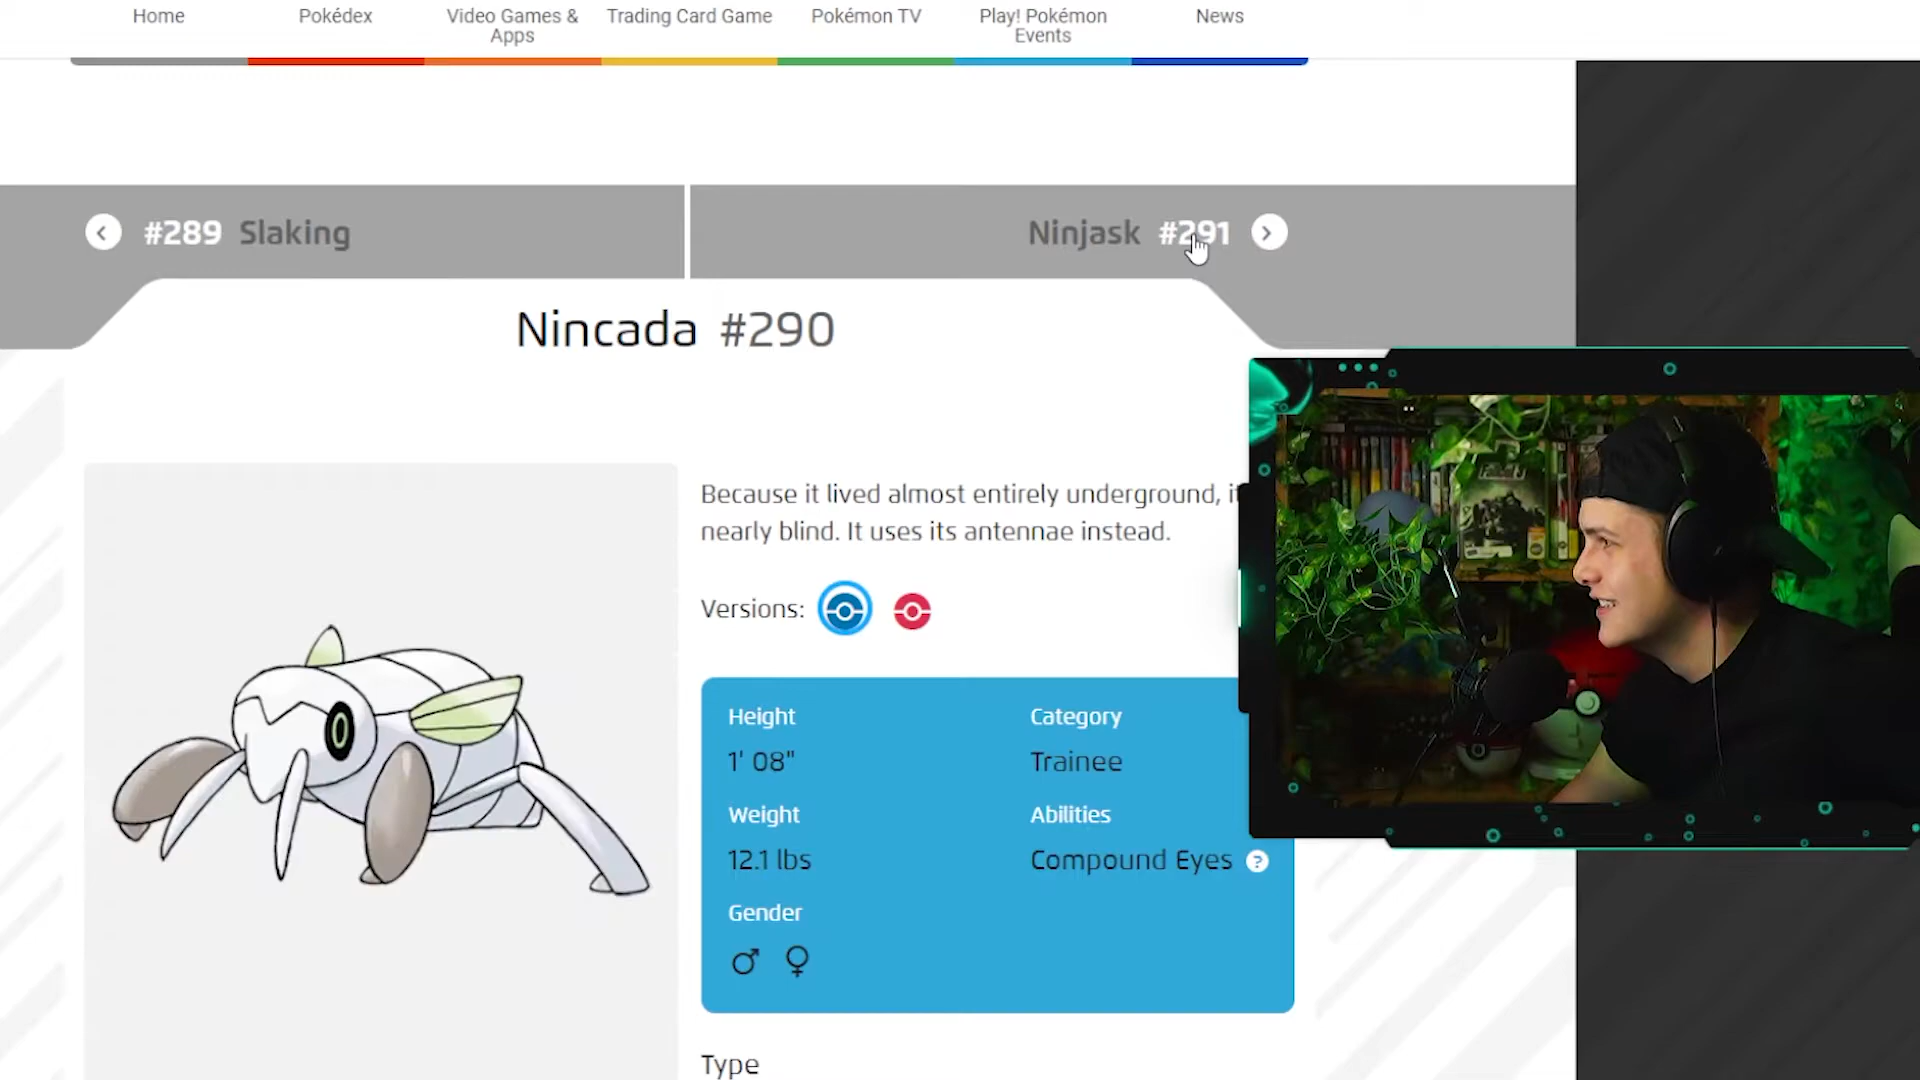 Home
Pokédex
Video Games &
Apps
Trading Card Game
Pokémon TV
Play! Pokémon
Events
News
#289 Slaking
Ninjask #291
Nincada #290
Because it lived almost entirely underground, it
nearly blind. It uses its antennae instead.
Versions:
Height
1' 08"
Category
Trainee
Weight
12.1 lbs
Abilities
Compound Eyes ?
Gender
Type